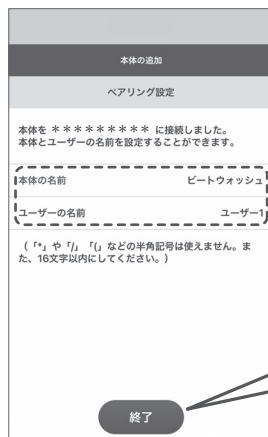 本体の追加
ペアリング設定
本体を ＊＊＊＊＊＊＊＊＊ に接続しました。
本体とユーザーの名前を設定することができます。
本体の名前 ビートウォッシュ
ユーザーの名前 ユーザー1
（「*」や「/」「(」などの半角記号は使えません。ま
た、16文字以内にしてください。）
終了